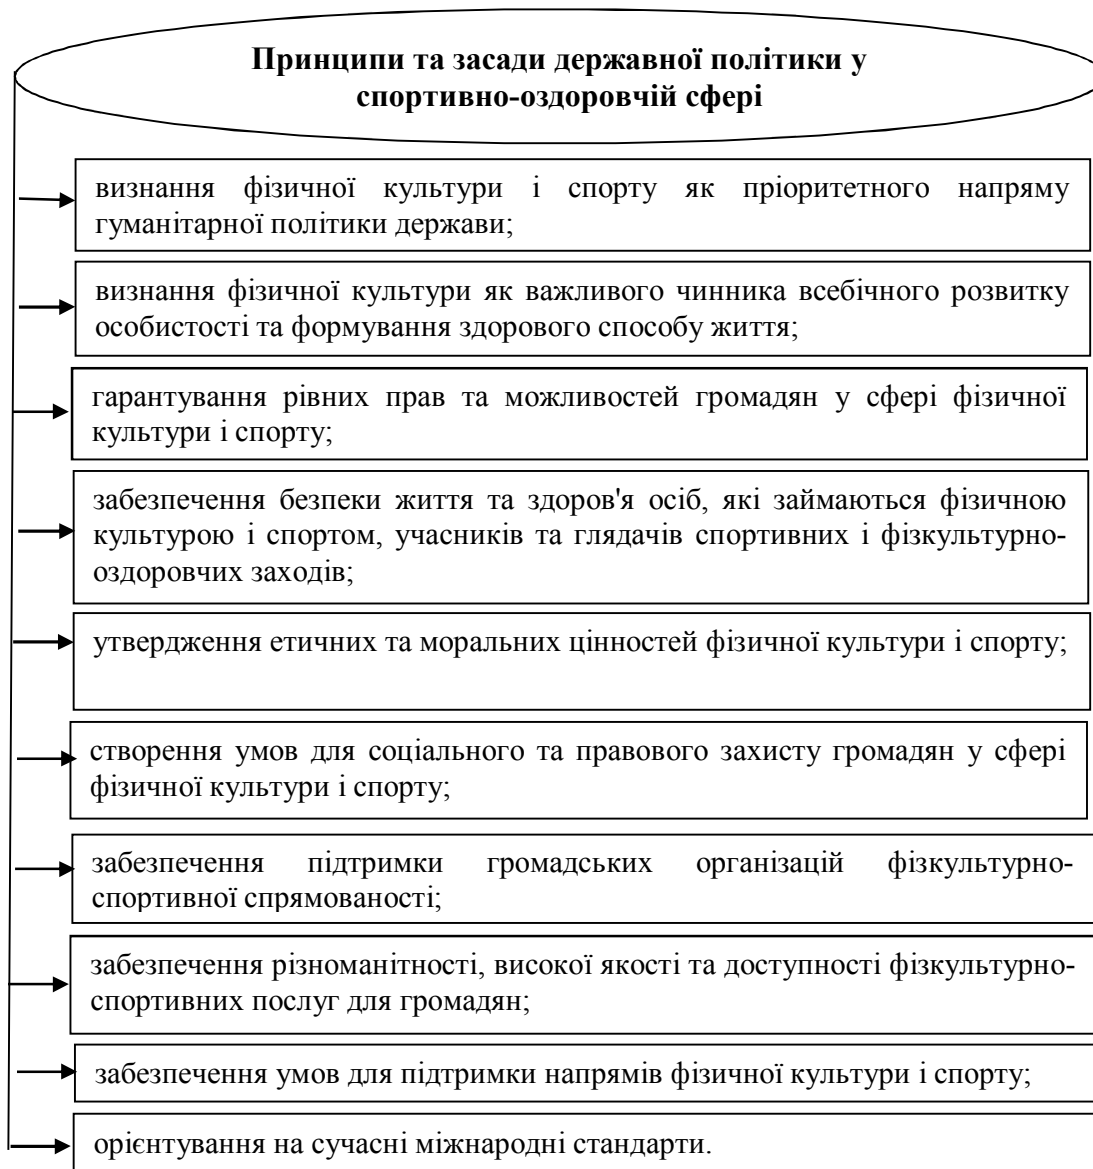 Принципи та засади державної політики у
спортивно-оздоровчій сфері
визнання фізичної культури і спорту як пріоритетного напряму
гуманітарної політики держави;
визнання фізичної культури як важливого чинника всебічного розвитку
особистості та формування здорового способу життя;
гарантування рівних прав та можливостей громадян у сфері фізичної
культури і спорту;
забезпечення безпеки життя та здоров'я осіб, які займаються фізичною
культурою і спортом, учасників та глядачів спортивних і фізкультурно-
оздоровчих заходів;
утвердження етичних та моральних цінностей фізичної культури і спорту;
створення умов для соціального та правового захисту громадян у сфері
фізичної культури і спорту;
забезпечення підтримки громадських організацій фізкультурно-
спортивної спрямованості;
забезпечення різноманітності, високої якості та доступності фізкультурно-
спортивних послуг для громадян;
забезпечення умов для підтримки напрямів фізичної культури і спорту;
орієнтування на сучасні міжнародні стандарти.